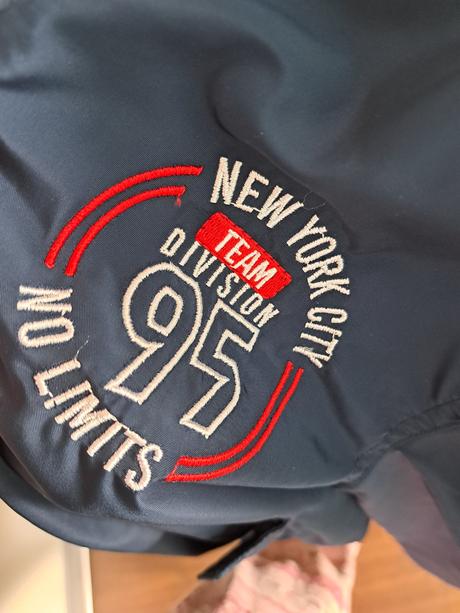 NEW YORK CITY
TEAM
DIVISION
95
NO LIMITS